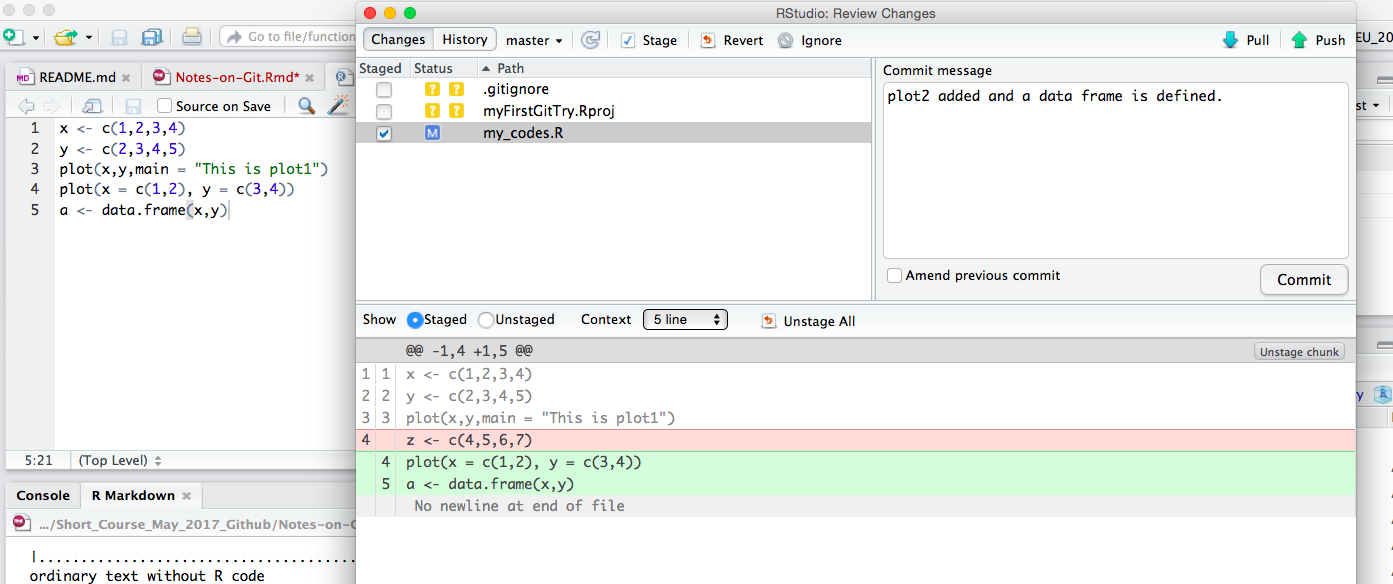 RStudio: Review Changes
Go to file/function
Changes History master Stage Revert Ignore Pull Push
EU_20
README.md Notes-on-Git.Rmd*
Source on Save
1 x <- c(1,2,3,4)
2 y <- c(2,3,4,5)
3 plot(x,y,main = "This is plot1")
4 plot(x = c(1,2), y = c(3,4))
5 a <- data.frame(x,y)
5:21 (Top Level)
Console R Markdown
.../Short_Course_May_2017_Github/Notes-on-G
|....................................
ordinary text without R code
Staged Status Path
? ? .gitignore
? ? myFirstGitTry.Rproj
M my_codes.R
Commit message
plot2 added and a data frame is defined.
Amend previous commit
Commit
st
Show Staged Unstaged Context 5 line Unstage All
@@ -1,4 +1,5 @@ Unstage chunk
1 1 x <- c(1,2,3,4)
2 2 y <- c(2,3,4,5)
3 3 plot(x,y,main = "This is plot1")
4 z <- c(4,5,6,7)
4 plot(x = c(1,2), y = c(3,4))
5 a <- data.frame(x,y)
No newline at end of file
y